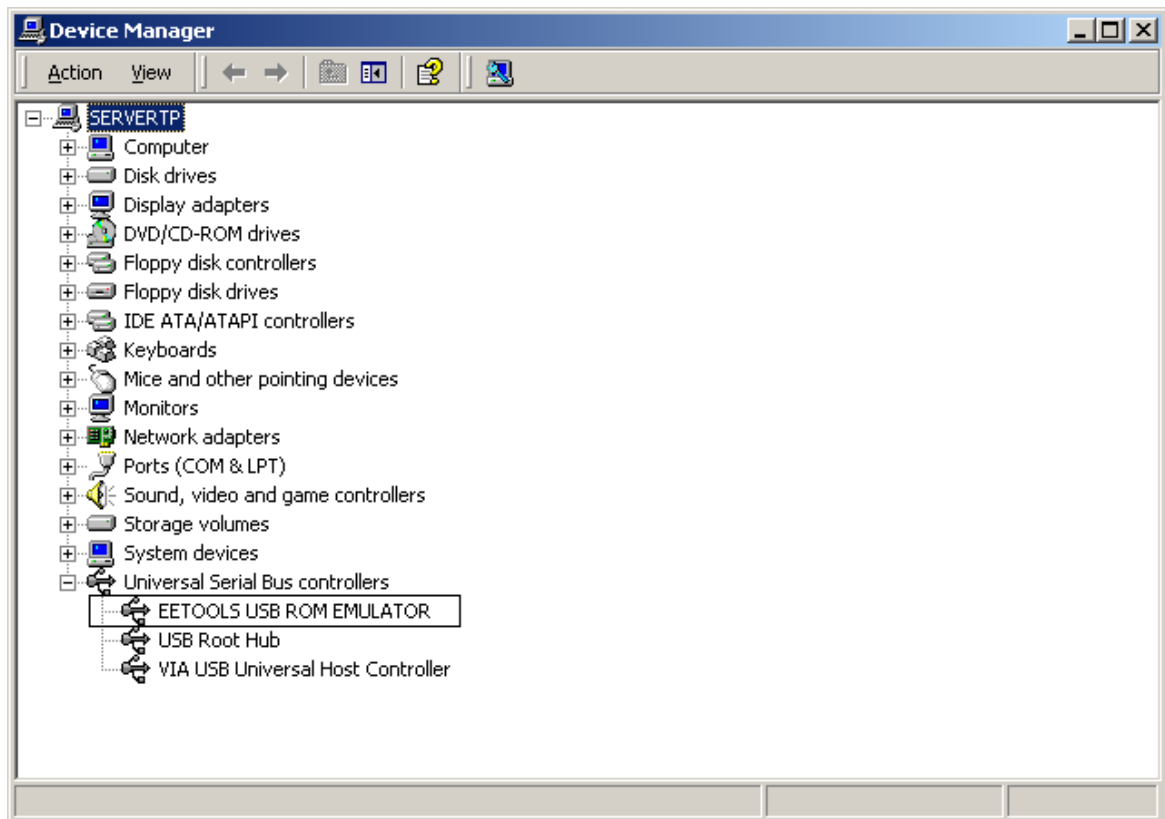 Device Manager
Action View
SERVERTP
Computer
Disk drives
Display adapters
DVD/CD-ROM drives
Floppy disk controllers
Floppy disk drives
IDE ATA/ATAPI controllers
Keyboards
Mice and other pointing devices
Monitors
Network adapters
Ports (COM & LPT)
Sound, video and game controllers
Storage volumes
System devices
Universal Serial Bus controllers
EETOOLS USB ROM EMULATOR
USB Root Hub
VIA USB Universal Host Controller